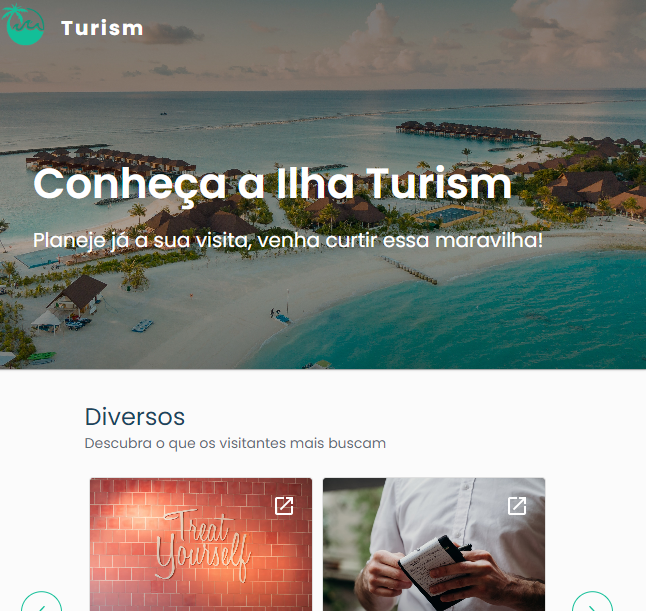 Turism
Conheça a Ilha Turism
Planeje já a sua visita, venha curtir essa maravilha!
Diversos
Descubra o que os visitantes mais buscam
Treat
Yourself